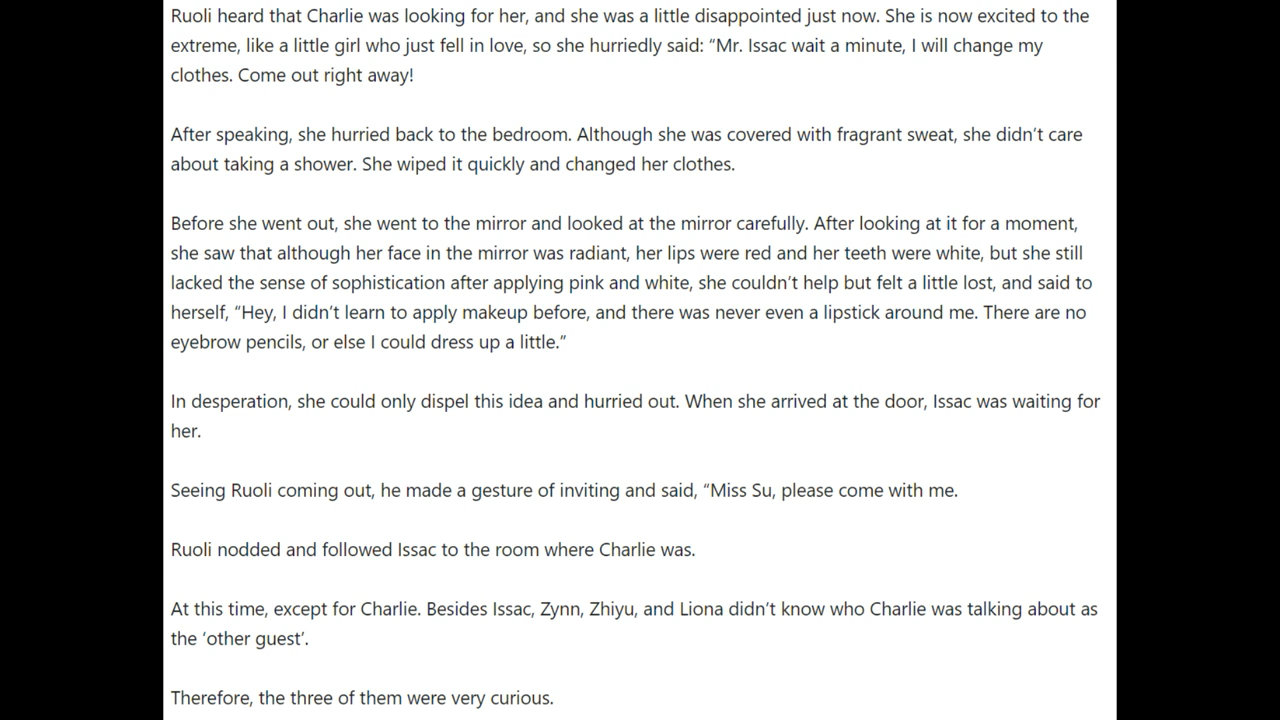 Ruoli heard that Charlie was looking for her, and she was a little disappointed just now. She is now excited to the
extreme, like a little girl who just fell in love, so she hurriedly said: “Mr. Issac wait a minute, I will change my
clothes. Come out right away!
After speaking, she hurried back to the bedroom. Although she was covered with fragrant sweat, she didn’t care
about taking a shower. She wiped it quickly and changed her clothes.
Before she went out, she went to the mirror and looked at the mirror carefully. After looking at it for a moment,
she saw that although her face in the mirror was radiant, her lips were red and her teeth were white, but she still
lacked the sense of sophistication after applying pink and white, she couldn’t help but felt a little lost, and said to
herself, “Hey, I didn’t learn to apply makeup before, and there was never even a lipstick around me. There are no
eyebrow pencils, or else I could dress up a little.”
In desperation, she could only dispel this idea and hurried out. When she arrived at the door, Issac was waiting for
her.
Seeing Ruoli coming out, he made a gesture of inviting and said, “Miss Su, please come with me.
Ruoli nodded and followed Issac to the room where Charlie was.
At this time, except for Charlie. Besides Issac, Zynn, Zhiyu, and Liona didn’t know who Charlie was talking about as
the ‘other guest’.
Therefore, the three of them were very curious.